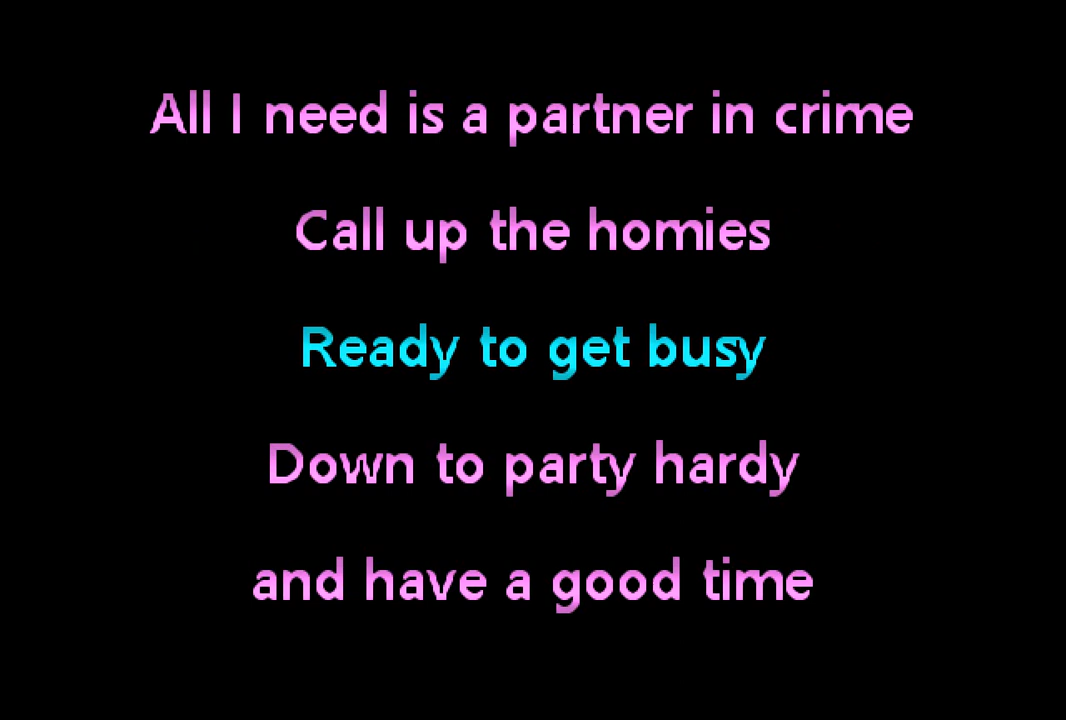 All I need is a partner in crime
Call up the homies
Ready to get busy
Down to party hardy
and have a good time